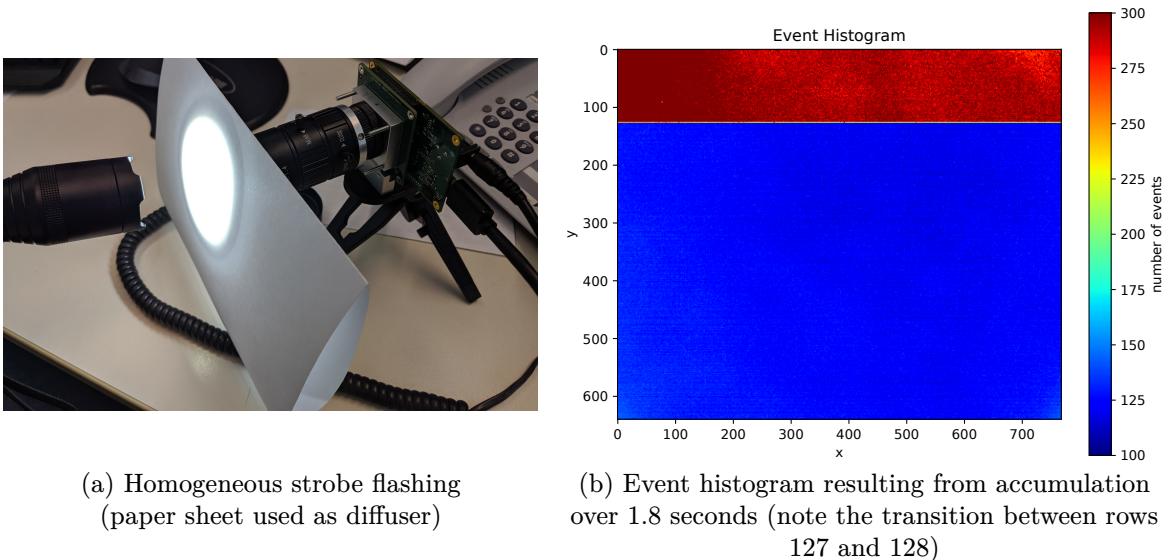 Event Histogram
0
100
200
300
400
500
600
y
0
100
200
300
400
500
600
700
x
300
275
250
225
200
175
150
125
100
number of events
(a) Homogeneous strobe flashing
(paper sheet used as diffuser)
(b) Event histogram resulting from accumulation
over 1.8 seconds (note the transition between rows
127 and 128)